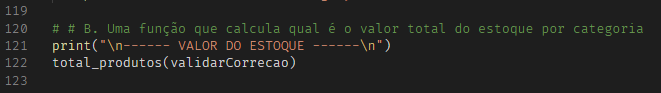 119
120 # # B. Uma função que calcula qual é o valor total do estoque por categoria
121 print("\n------ VALOR DO ESTOQUE ------\n")
122 total_produtos(validarCorrecao)
123